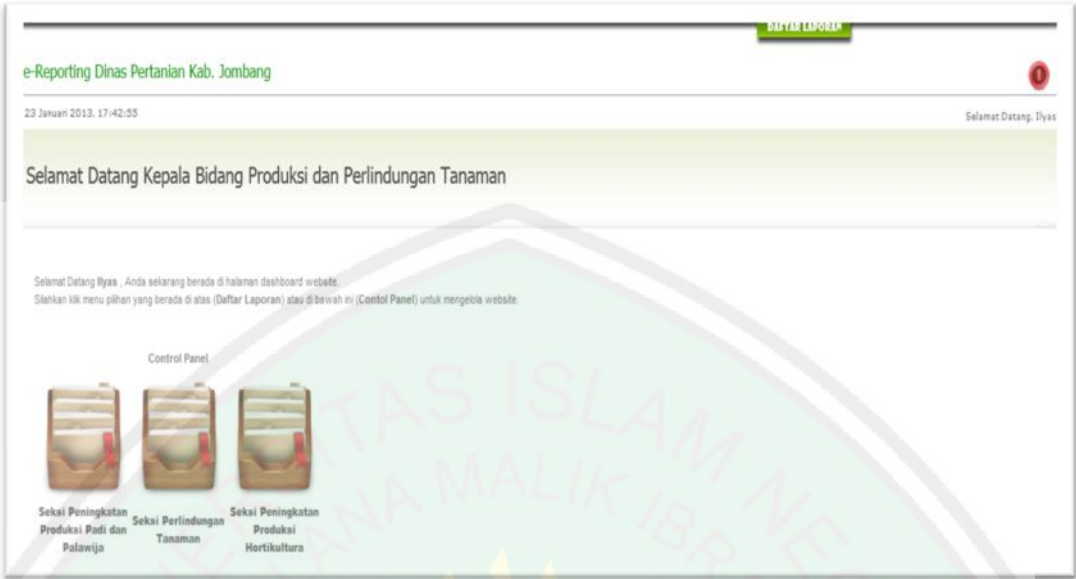 DAFTAR LAPORAN
e-Reporting Dinas Pertanian Kab. Jombang
23 Januari 2013, 17:42:55
Selamat Datang, Ilyas
Selamat Datang Kepala Bidang Produksi dan Perlindungan Tanaman
Selamat Datang Ilyas , Anda sekarang berada di halaman dashboard website.
Silahkan klik menu pilihan yang berada di atas (Daftar Laporan) atau di bawah ini (Contol Panel) untuk mengelola website.
Control Panel
Seksi Peningkatan
Produksi Padi dan
Palawija
Seksi Perlindungan
Tanaman
Seksi Peningkatan
Produksi
Hortikultura